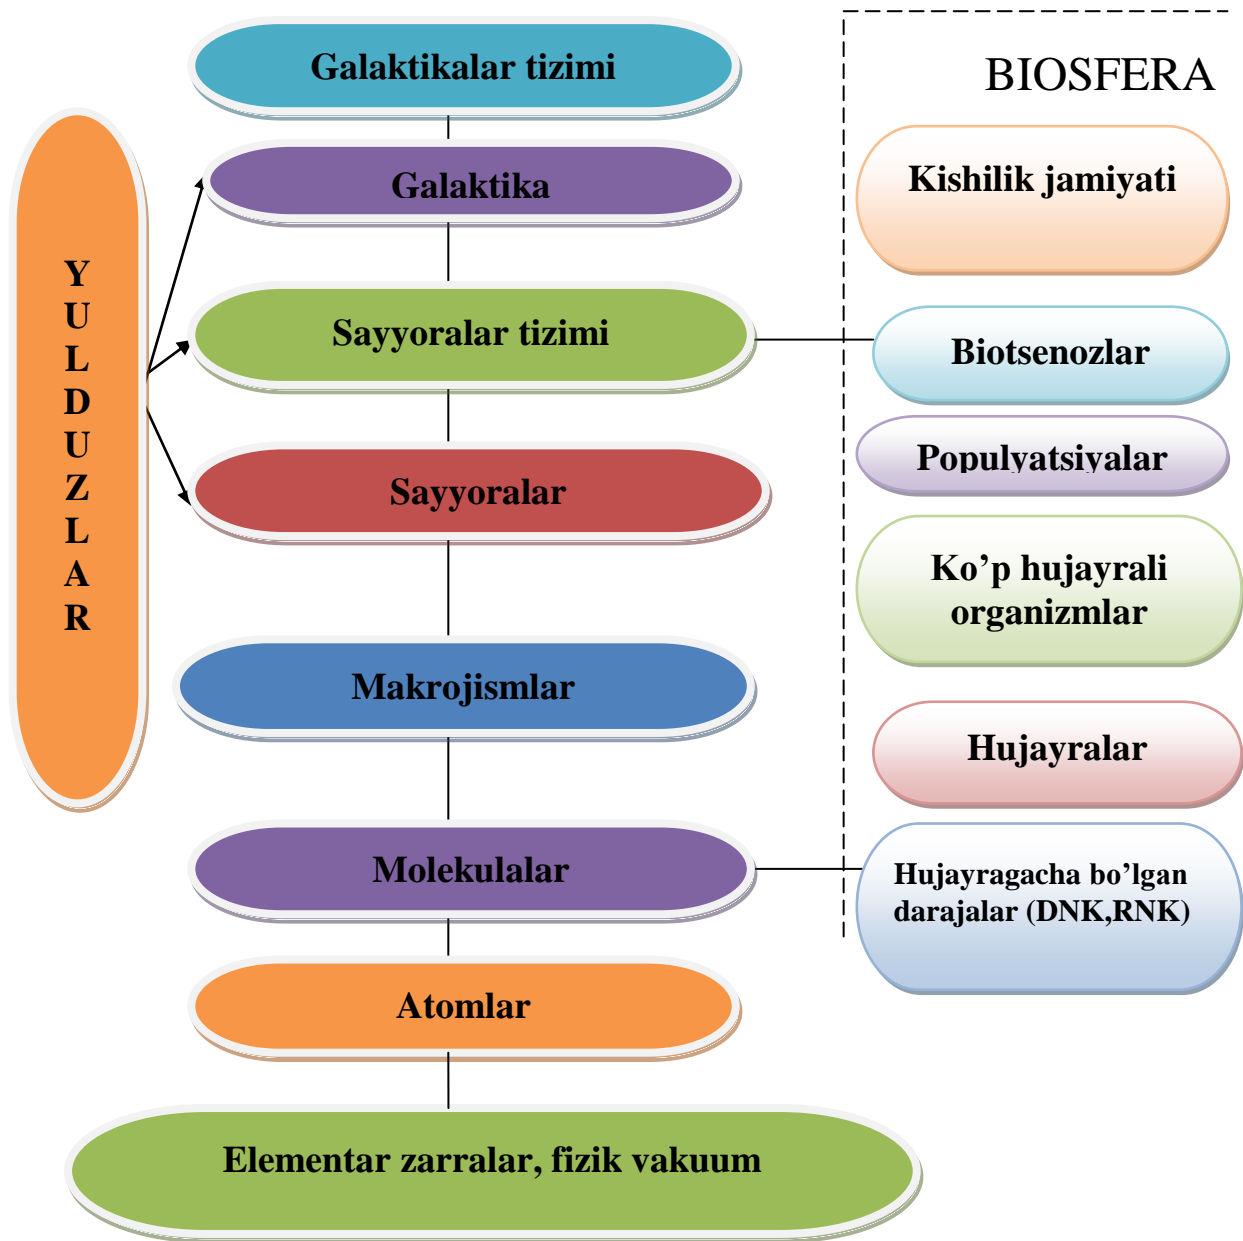 Galaktikalar tizimi
Galaktika
Sayyoralar tizimi
Sayyoralar
Makrojismlar
Molekulalar
Atomlar
Elementar zarralar, fizik vakuum
Y
U
L
D
U
Z
L
A
R
BIOSFERA
Kishilik jamiyati
Biotsenozlar
Populyatsiyalar
Ko’p hujayrali
organizmlar
Hujayralar
Hujayragacha bo’lgan
darajalar (DNK,RNK)